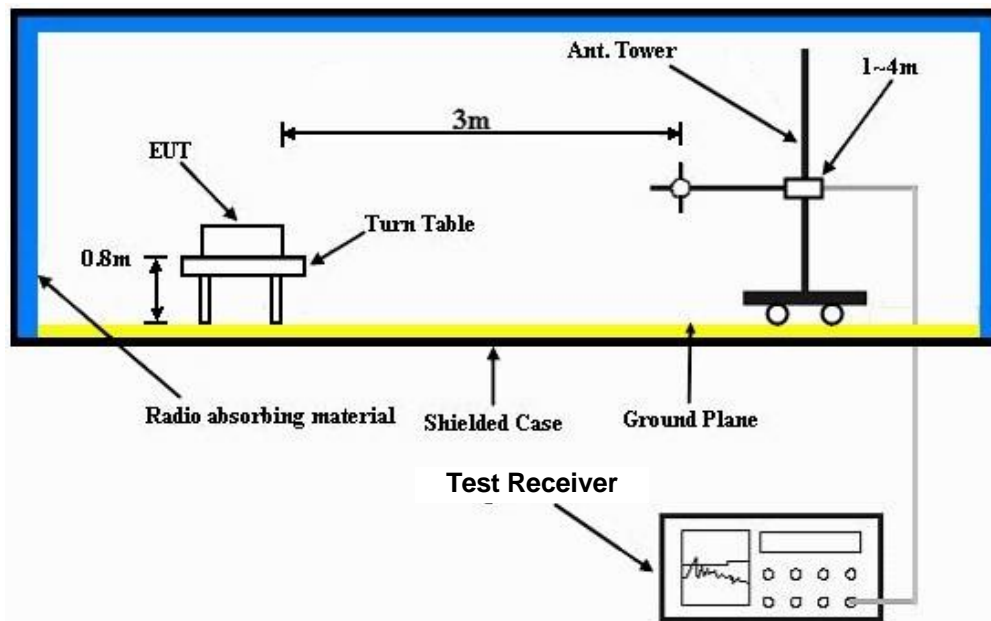 Ant. Tower
1~4m
3m
EUT
Turn Table
0.8m
Radio absorbing material
Shielded Case
Ground Plane
Test Receiver